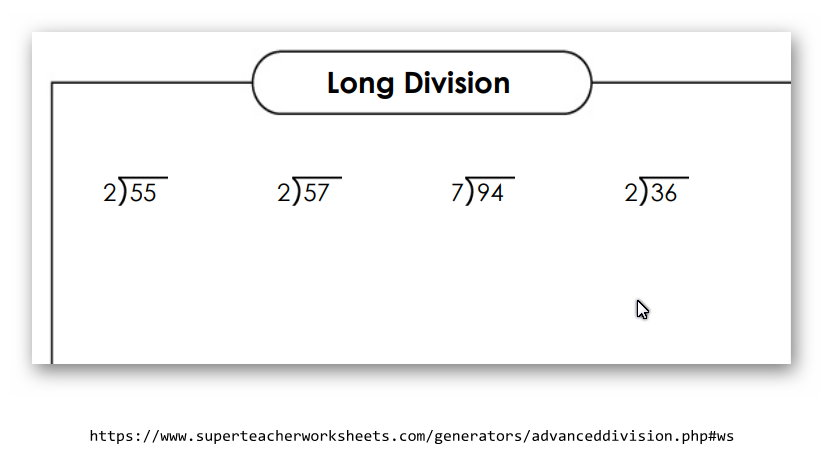 Long Division
2)55 2)57 7)94 2)36
https://www.superteacherworksheets.com/generators/advanceddivision.php#ws